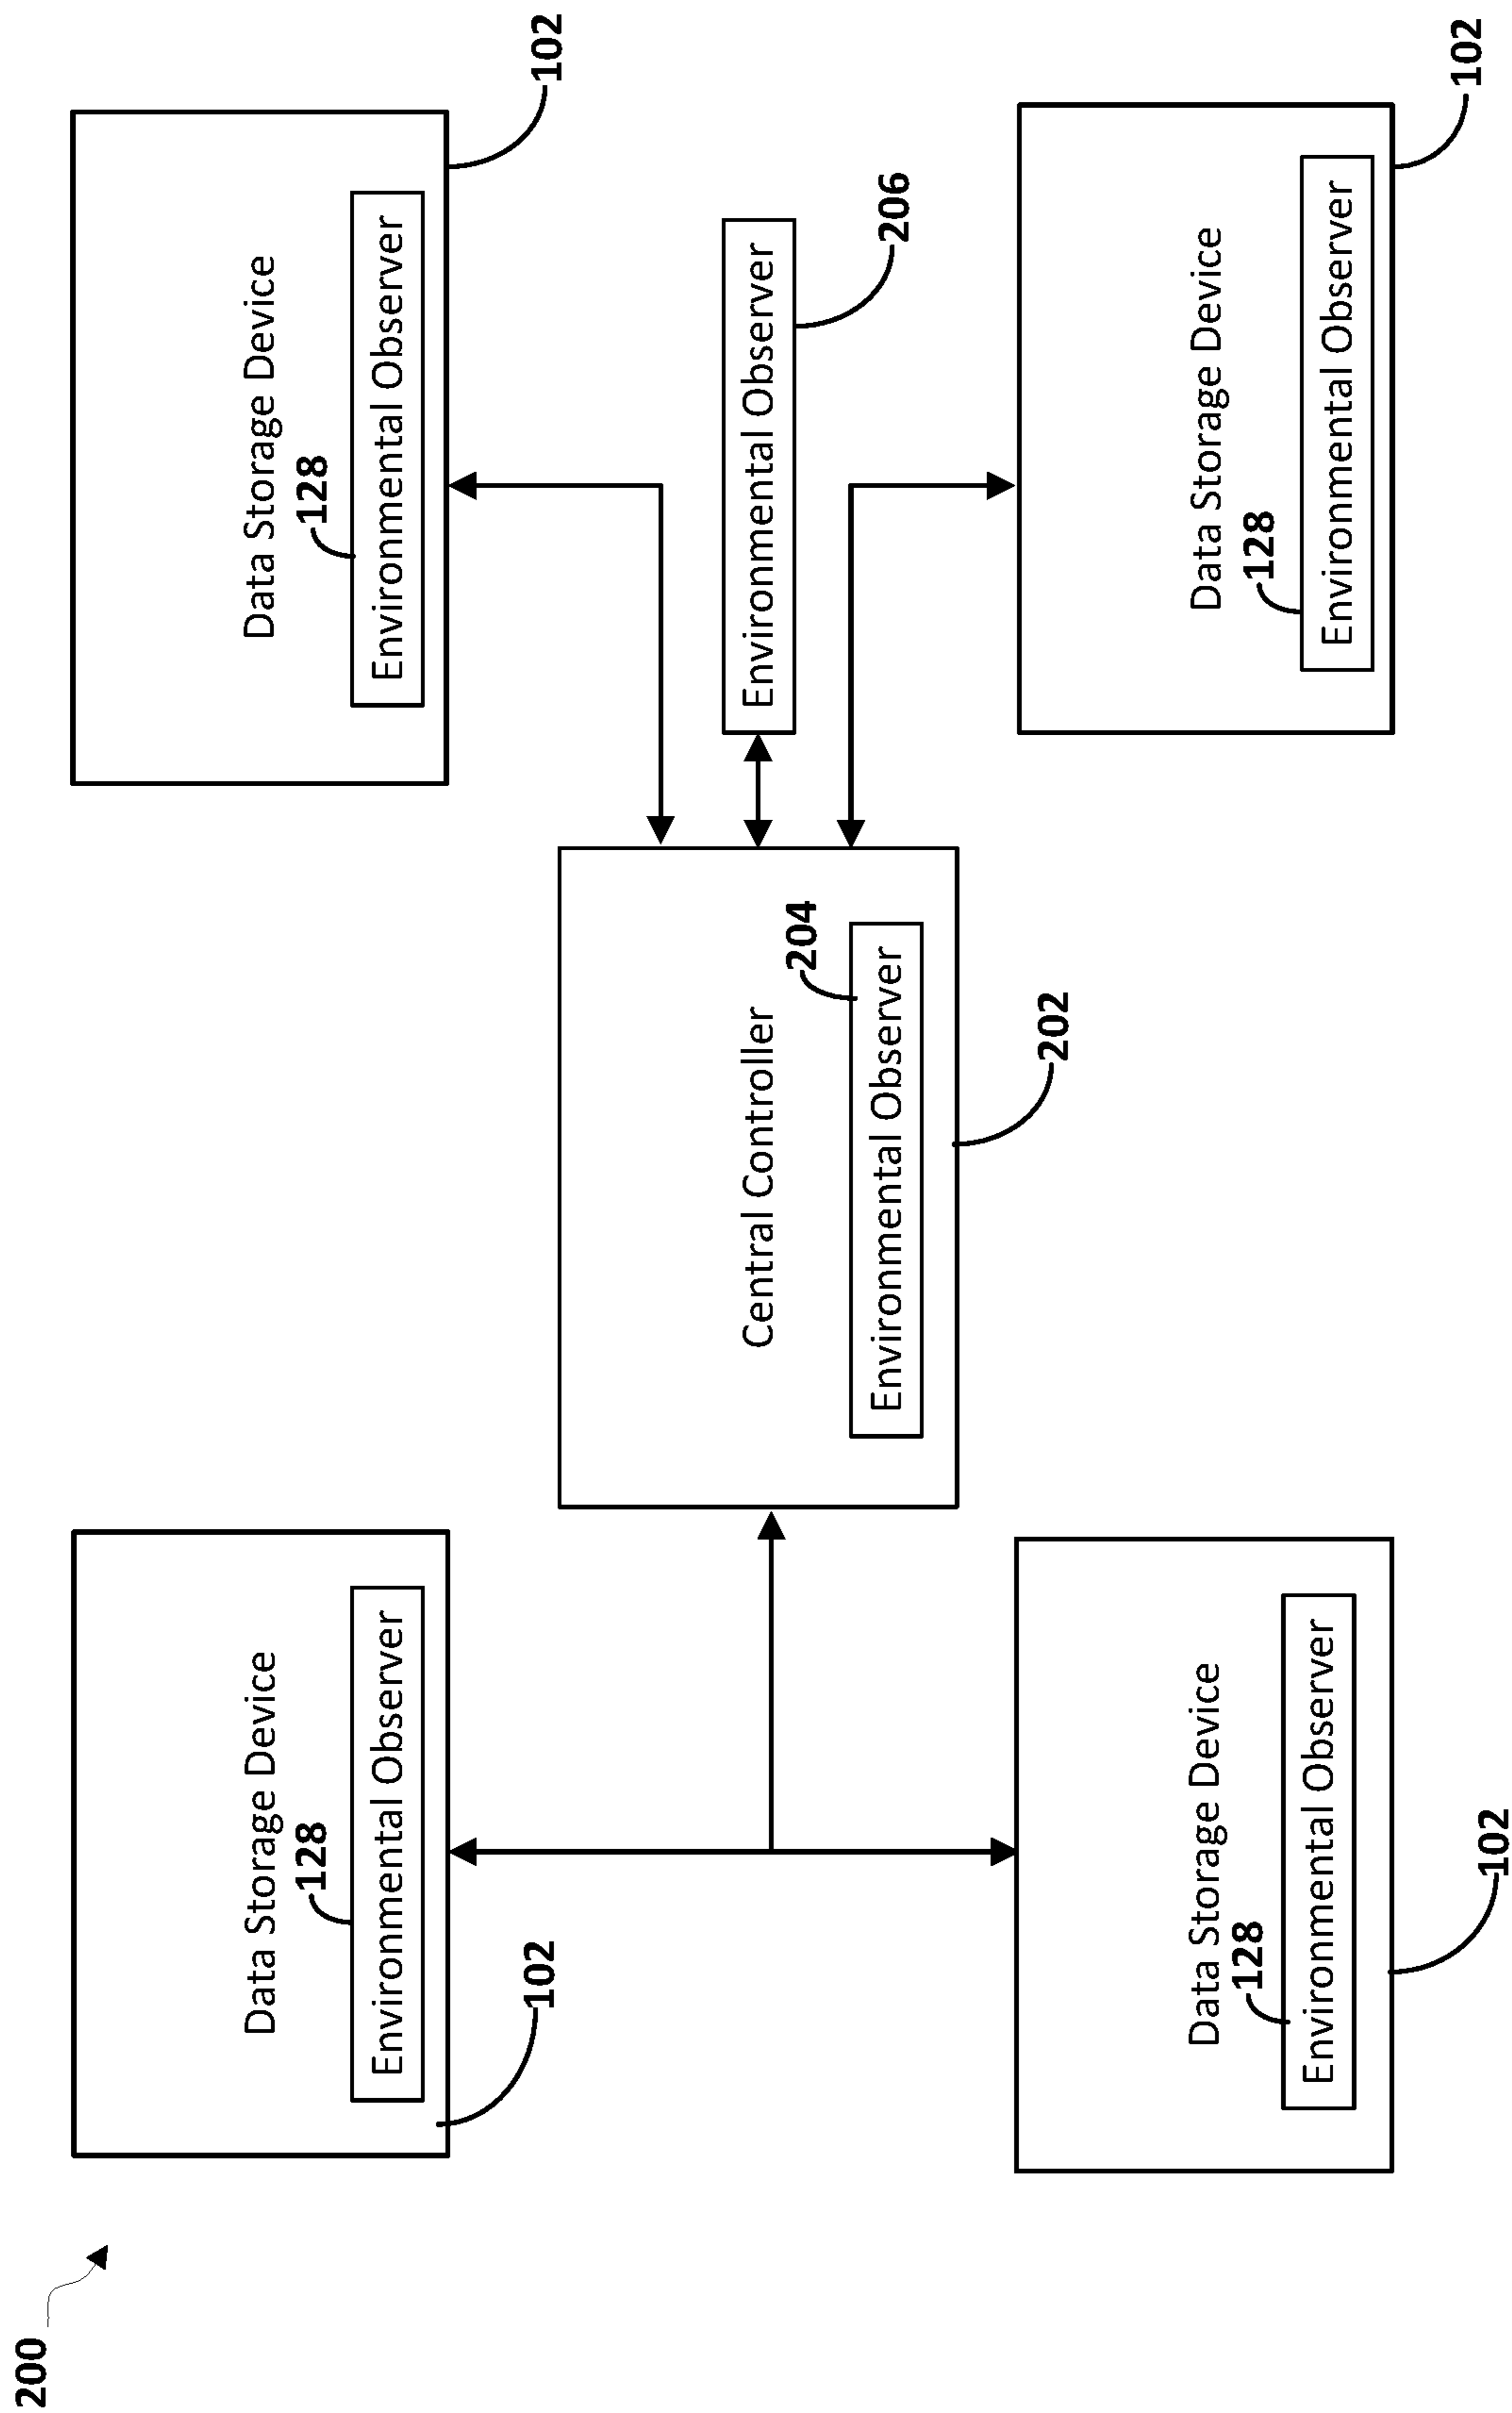 200
Data Storage Device
128
Environmental Observer
102
Data Storage Device
128
Environmental Observer
102
Central Controller
204
Environmental Observer
202
Environmental Observer
206
Data Storage Device
128
Environmental Observer
102
Data Storage Device
128
Environmental Observer
102